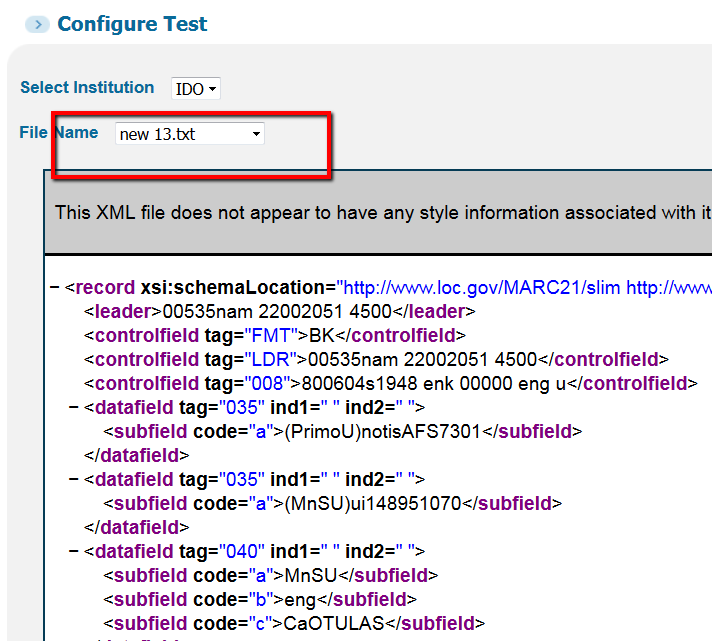 Configure Test
Select Institution IDO
File Name new 13.txt
This XML file does not appear to have any style information associated with it
− <record xsi:schemaLocation="http://www.loc.gov/MARC21/slim http://www
<leader>00535nam 22002051 4500</leader>
<controlfield tag="FMT">BK</controlfield>
<controlfield tag="LDR">00535nam 22002051 4500</controlfield>
<controlfield tag="008">800604s1948 enk 00000 eng u</controlfield>
− <datafield tag="035" ind1=" " ind2=" ">
<subfield code="a">(PrimoU)notisAFS7301</subfield>
</datafield>
− <datafield tag="035" ind1=" " ind2=" ">
<subfield code="a">(MnSU)ui148951070</subfield>
</datafield>
− <datafield tag="040" ind1=" " ind2=" ">
<subfield code="a">MnSU</subfield>
<subfield code="b">eng</subfield>
<subfield code="c">CaOTULAS</subfield>